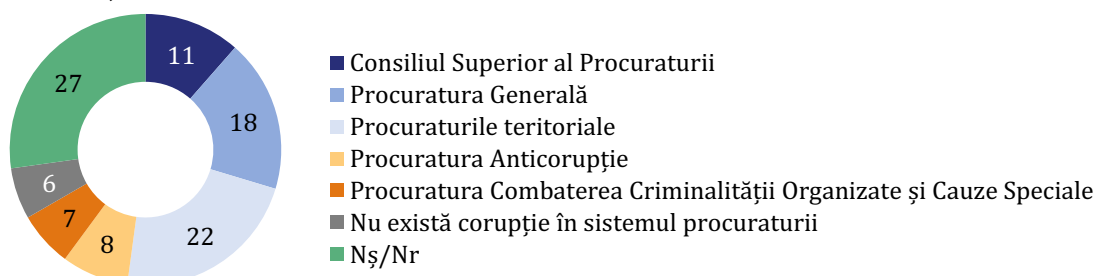 11
18
22
8
7
6
27
Consiliul Superior al Procuraturii
Procuratura Generală
Procuraturile teritoriale
Procuratura Anticorupție
Procuratura Combaterea Criminalității Organizate și Cauze Speciale
Nu există corupție în sistemul procuraturii
Nș/Nr